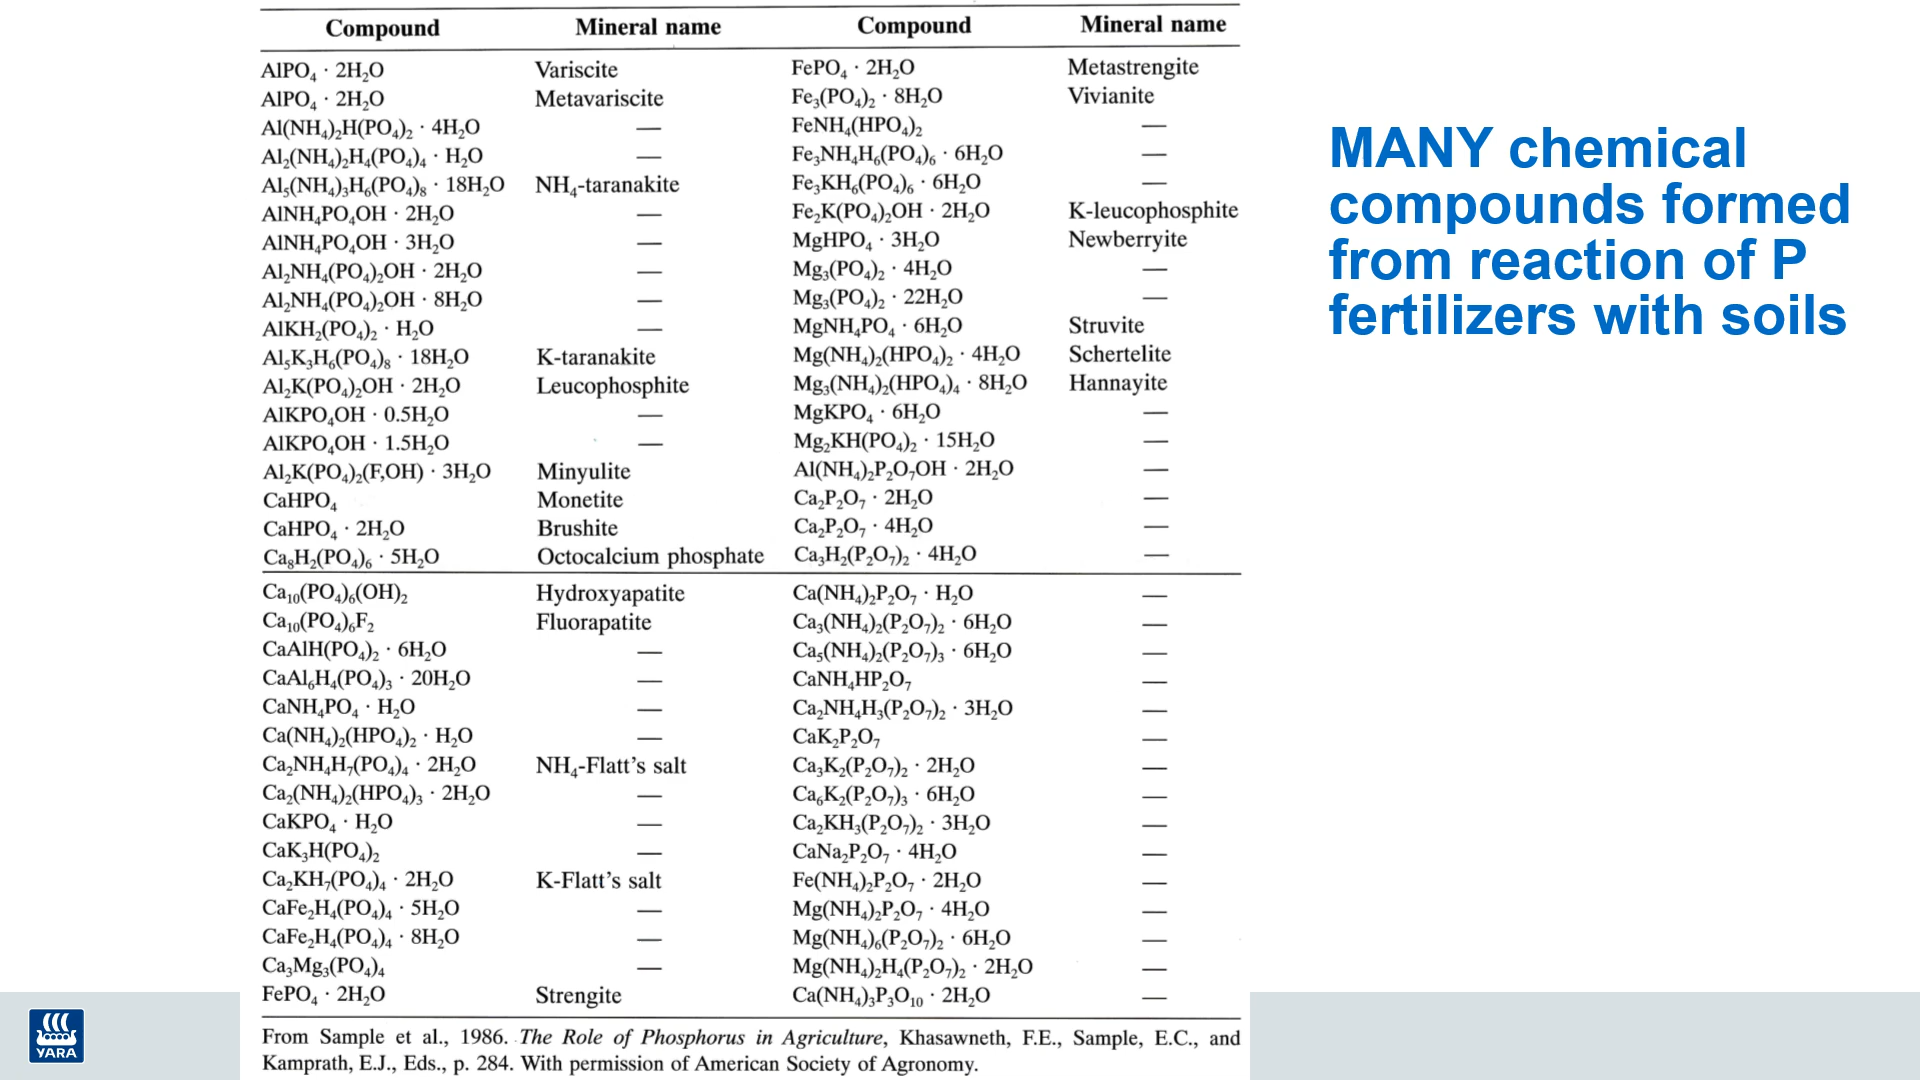 Compound Mineral name Compound Mineral name
AlPO₄ · 2H₂O Variscite FePO₄ · 2H₂O Metastrengite
AlPO₄ · 2H₂O Metavariscite Fe₃(PO₄)₂ · 8H₂O Vivianite
Al(NH₄)₂H(PO₄)₂ · 4H₂O — FeNH₄(HPO₄)₂ —
Al₂(NH₄)₂H₄(PO₄)₄ · H₂O — Fe₃NH₄H₆(PO₄)₆ · 6H₂O —
Al₅(NH₄)₃H₆(PO₄)₈ · 18H₂O NH₄-taranakite Fe₃KH₆(PO₄)₆ · 6H₂O —
AlNH₄PO₄OH · 2H₂O — Fe₂K(PO₄)₂OH · 2H₂O K-leucophosphite
AlNH₄PO₄OH · 3H₂O — MgHPO₄ · 3H₂O Newberryite
Al₂NH₄(PO₄)₂OH · 2H₂O — Mg₃(PO₄)₂ · 4H₂O —
Al₂NH₄(PO₄)₂OH · 8H₂O — Mg₃(PO₄)₂ · 22H₂O —
AlKH₂(PO₄)₂ · H₂O — MgNH₄PO₄ · 6H₂O Struvite
Al₅K₃H₆(PO₄)₈ · 18H₂O K-taranakite Mg(NH₄)₂(HPO₄)₂ · 4H₂O Schertelite
Al₂K(PO₄)₂OH · 2H₂O Leucophosphite Mg₃(NH₄)₂(HPO₄)₄ · 8H₂O Hannayite
AlKPO₄OH · 0.5H₂O — MgKPO₄ · 6H₂O —
AlKPO₄OH · 1.5H₂O — Mg₂KH(PO₄)₂ · 15H₂O —
Al₂K(PO₄)₂(F,OH) · 3H₂O Minyulite Al(NH₄)₂P₂O₇OH · 2H₂O —
CaHPO₄ Monetite Ca₂P₂O₇ · 2H₂O —
CaHPO₄ · 2H₂O Brushite Ca₂P₂O₇ · 4H₂O —
Ca₈H₂(PO₄)₆ · 5H₂O Octocalcium phosphate Ca₃H₂(P₂O₇)₂ · 4H₂O —
Ca₁₀(PO₄)₆(OH)₂ Hydroxyapatite Ca(NH₄)₂P₂O₇ · H₂O —
Ca₁₀(PO₄)₆F₂ Fluorapatite Ca₃(NH₄)₂(P₂O₇)₂ · 6H₂O —
CaAlH(PO₄)₂ · 6H₂O — Ca₅(NH₄)₂(P₂O₇)₃ · 6H₂O —
CaAl₆H₄(PO₄)₃ · 20H₂O — CaNH₄HP₂O₇ —
CaNH₄PO₄ · H₂O — Ca₂NH₄H₃(P₂O₇)₂ · 3H₂O —
Ca(NH₄)₂(HPO₄)₂ · H₂O — CaK₂P₂O₇ —
Ca₂NH₄H₇(PO₄)₄ · 2H₂O NH₄-Flatt's salt Ca₃K₂(P₂O₇)₂ · 2H₂O —
Ca₂(NH₄)₂(HPO₄)₃ · 2H₂O — Ca₆K₂(P₂O₇)₃ · 6H₂O —
CaKPO₄ · H₂O — Ca₂KH₃(P₂O₇)₂ · 3H₂O —
CaK₃H(PO₄)₂ — CaNa₂P₂O₇ · 4H₂O —
Ca₂KH₇(PO₄)₄ · 2H₂O K-Flatt's salt Fe(NH₄)₂P₂O₇ · 2H₂O —
CaFe₂H₄(PO₄)₄ · 5H₂O — Mg(NH₄)₂P₂O₇ · 4H₂O —
CaFe₂H₄(PO₄)₄ · 8H₂O — Mg(NH₄)₆(P₂O₇)₂ · 6H₂O —
Ca₃Mg₃(PO₄)₄ — Mg(NH₄)₂H₄(P₂O₇)₂ · 2H₂O —
FePO₄ · 2H₂O Strengite Ca(NH₄)₃P₃O₁₀ · 2H₂O —
From Sample et al., 1986. The Role of Phosphorus in Agriculture, Khasawneth, F.E., Sample, E.C., and
Kamprath, E.J., Eds., p. 284. With permission of American Society of Agronomy.
MANY chemical
compounds formed
from reaction of P
fertilizers with soils
YARA